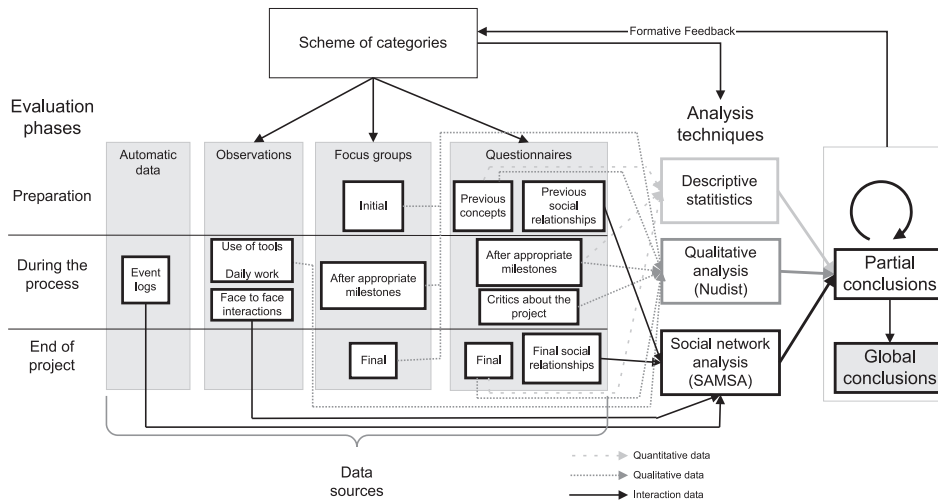 Formative Feedback
Scheme of categories
Evaluation
phases
Analysis
techniques
Automatic
data
Observations
Focus groups
Questionnaires
Preparation
Initial
Previous
concepts
Previous
social
relationships
Descriptive
statitistics
During the
process
Event
logs
Use of tools
Daily work
Face to face
interactions
After appropriate
milestones
After appropriate
milestones
Critics about the
project
Qualitative
analysis
(Nudist)
Partial
conclusions
End of
project
Final
Final
Final social
relationships
Social network
analysis
(SAMSA)
Global
conclusions
Data
sources
Quantitative data
Qualitative data
Interaction data